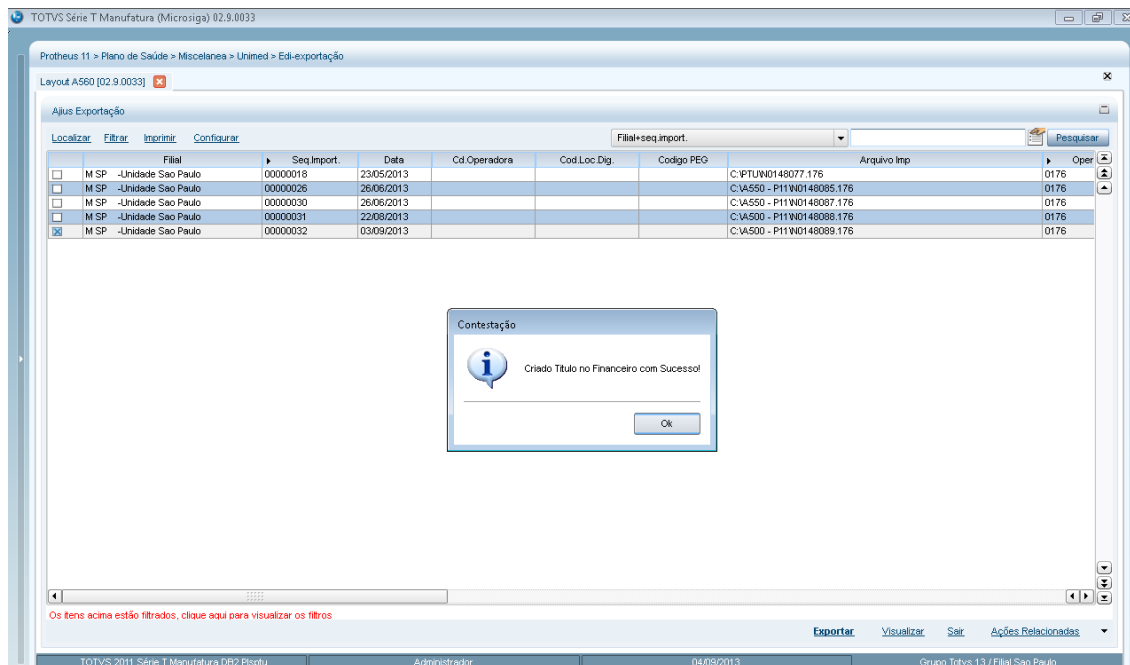 TOTVS Série T Manufatura (Microsiga) 02.9.0033
Protheus 11 > Plano de Saúde > Miscelanea > Unimed > Edi-exportação
Layout A560 [02.9.0033]
Ajius Exportação
Localizar Filtrar Imprimir Configurar Filial+seq.import. Pesquisar
Filial Seq.Import. Data Cd.Operadora Cod.Loc.Dig. Codigo PEG Arquivo Imp Oper
M SP -Unidade Sao Paulo 00000018 23/05/2013 C:\PTU\N0148077.176 0176
M SP -Unidade Sao Paulo 00000026 26/06/2013 C:\A550 - P11\N0148085.176 0176
M SP -Unidade Sao Paulo 00000030 26/06/2013 C:\A550 - P11\N0148087.176 0176
M SP -Unidade Sao Paulo 00000031 22/08/2013 C:\A500 - P11\N0148088.176 0176
M SP -Unidade Sao Paulo 00000032 03/09/2013 C:\A500 - P11\N0148089.176 0176
Contestação
Criado Titulo no Financeiro com Sucesso!
Ok
Os itens acima estão filtrados, clique aqui para visualizar os filtros
Exportar Visualizar Sair Ações Relacionadas
TOTVS 2011 Série T Manufatura DB2 Plsptu Administrador 04/09/2013 Grupo Totvs 13 / Filial Sao Paulo